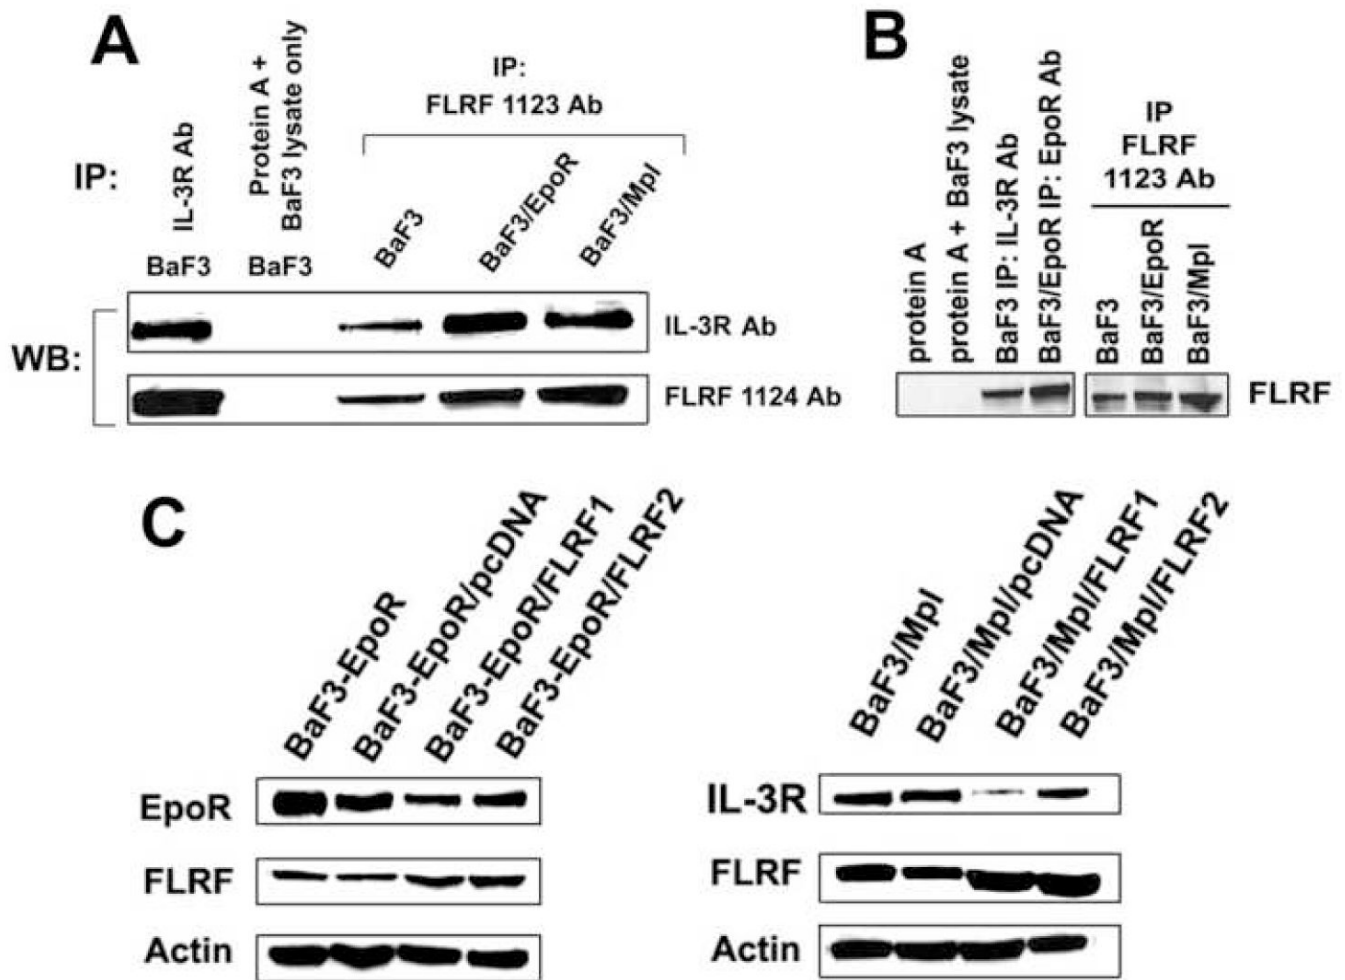 A
IP:
IL-3R Ab
Protein A +
BaF3 lysate only
IP:
FLRF 1123 Ab
BaF3
BaF3
BaF3
BaF3/EpoR
BaF3/Mpl
WB:
IL-3R Ab
FLRF 1124 Ab
B
protein A
protein A + BaF3 lysate
BaF3 IP: IL-3R Ab
BaF3/EpoR IP: EpoR Ab
IP
FLRF
1123 Ab
BaF3
BaF3/EpoR
BaF3/Mpl
FLRF
C
BaF3-EpoR
BaF3-EpoR/pcDNA
BaF3-EpoR/FLRF1
BaF3-EpoR/FLRF2
EpoR
FLRF
Actin
BaF3/Mpl
BaF3/Mpl/pcDNA
BaF3/Mpl/FLRF1
BaF3/Mpl/FLRF2
IL-3R
FLRF
Actin